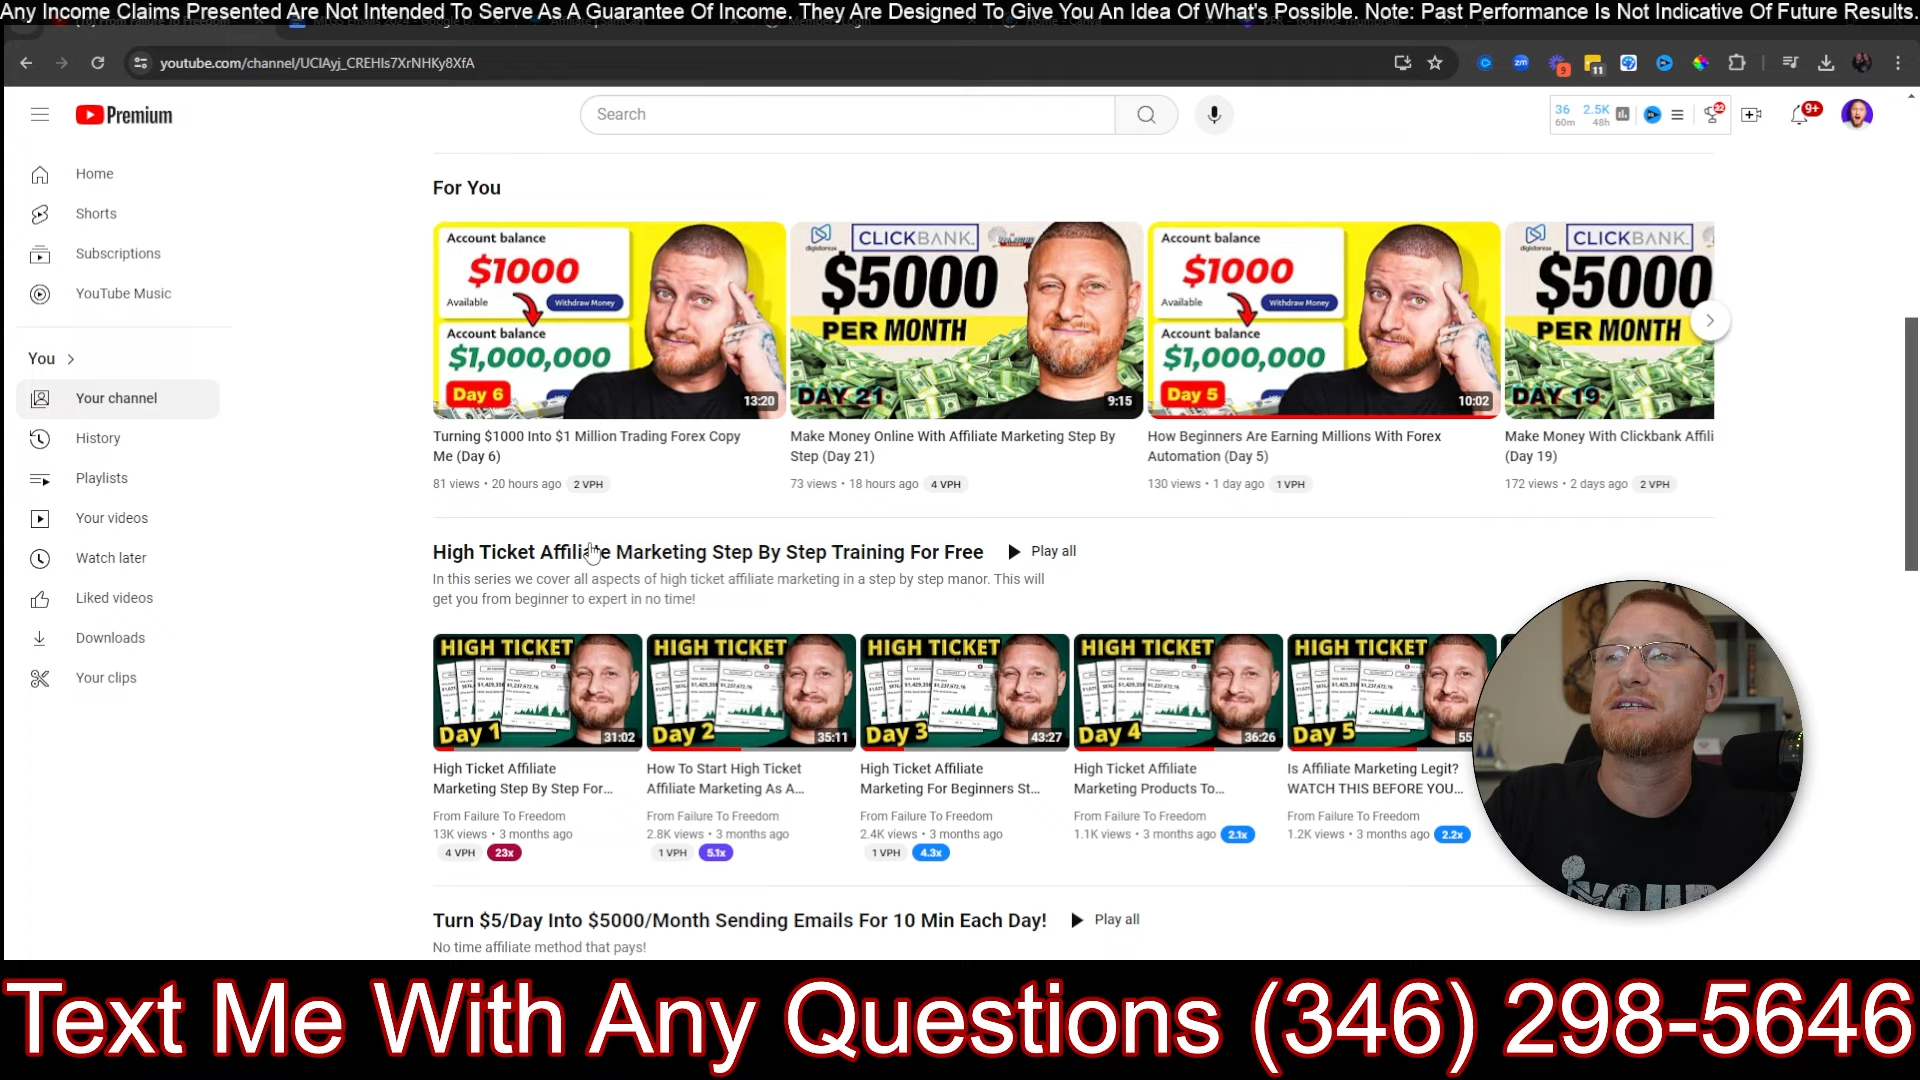 Any Income Claims Presented Are Not Intended To Serve As A Guarantee Of Income. They Are Designed To Give You An Idea Of What's Possible. Note: Past Performance Is Not Indicative Of Future Results.
youtube.com/channel/UCIAyj_CREHIs7XrNHKy8XfA
zm
9
11
Premium
Search
36
60m
2.5K
48h
22
9+
Home
Shorts
Subscriptions
YouTube Music
You
Your channel
History
Playlists
Your videos
Watch later
Liked videos
Downloads
Your clips
For You
Account balance
$1000
Available
Withdraw Money
Account balance
$1,000,000
Day 6
13:20
CLICKBANK.
$5000
PER MONTH
DAY 21
9:15
Account balance
$1000
Available
Withdraw Money
Account balance
$1,000,000
Day 5
10:02
CLICKBANK.
$5000
PER MONTH
DAY 19
Turning $1000 Into $1 Million Trading Forex Copy
Me (Day 6)
81 views • 20 hours ago 2 VPH
Make Money Online With Affiliate Marketing Step By
Step (Day 21)
73 views • 18 hours ago 4 VPH
How Beginners Are Earning Millions With Forex
Automation (Day 5)
130 views • 1 day ago 1 VPH
Make Money With Clickbank Affili
(Day 19)
172 views • 2 days ago 2 VPH
High Ticket Affiliate Marketing Step By Step Training For Free
Play all
In this series we cover all aspects of high ticket affiliate marketing in a step by step manor. This will
get you from beginner to expert in no time!
HIGH TICKET
Day 1
31:02
HIGH TICKET
Day 2
35:11
HIGH TICKET
Day 3
43:27
HIGH TICKET
Day 4
36:26
HIGH TICKET
Day 5
55
High Ticket Affiliate
Marketing Step By Step For...
From Failure To Freedom
13K views • 3 months ago
4 VPH 23x
How To Start High Ticket
Affiliate Marketing As A...
From Failure To Freedom
2.8K views • 3 months ago
1 VPH 5.1x
High Ticket Affiliate
Marketing For Beginners St...
From Failure To Freedom
2.4K views • 3 months ago
1 VPH 4.3x
High Ticket Affiliate
Marketing Products To...
From Failure To Freedom
1.1K views • 3 months ago 2.1x
Is Affiliate Marketing Legit?
WATCH THIS BEFORE YOU...
From Failure To Freedom
1.2K views • 3 months ago 2.2x
Turn $5/Day Into $5000/Month Sending Emails For 10 Min Each Day!
Play all
No time affiliate method that pays!
Text Me With Any Questions (346) 298-5646